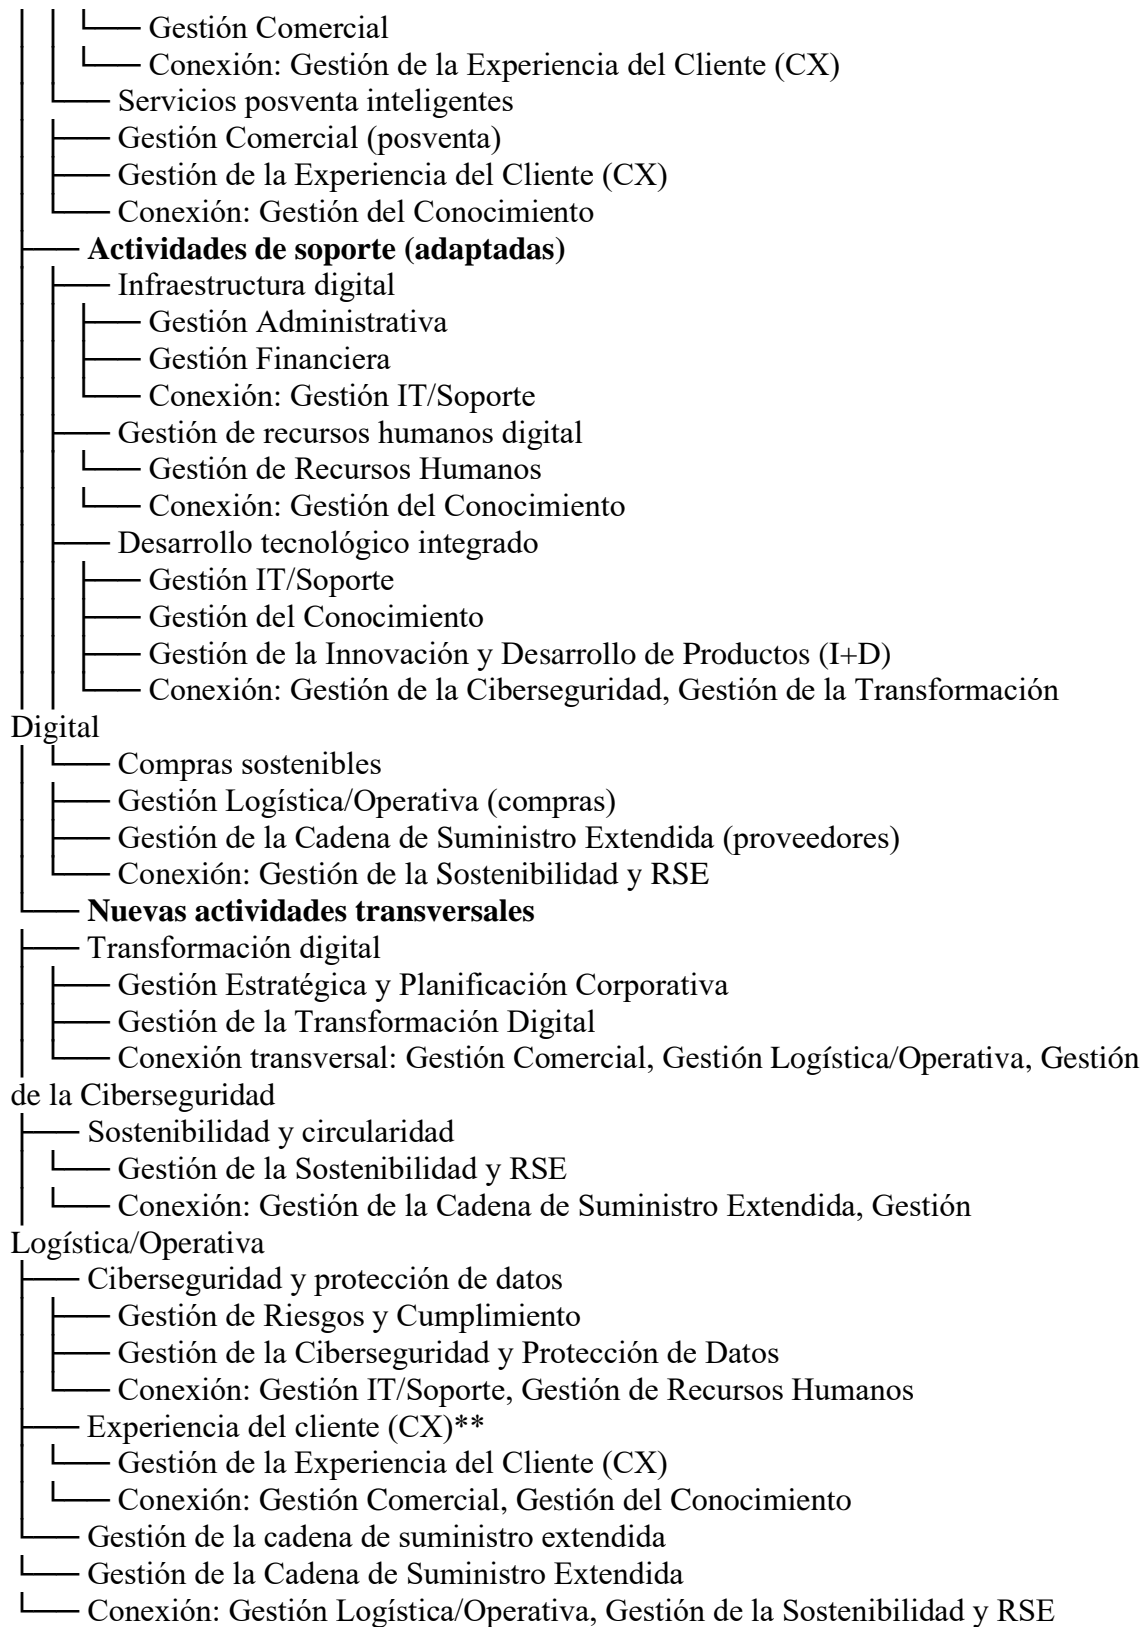 │ │ └── Gestión Comercial
│ │ └── Conexión: Gestión de la Experiencia del Cliente (CX)
│ └── Servicios posventa inteligentes
│ ├── Gestión Comercial (posventa)
│ ├── Gestión de la Experiencia del Cliente (CX)
│ └── Conexión: Gestión del Conocimiento
├── Actividades de soporte (adaptadas)
│ ├── Infraestructura digital
│ │ ├── Gestión Administrativa
│ │ ├── Gestión Financiera
│ │ └── Conexión: Gestión IT/Soporte
│ ├── Gestión de recursos humanos digital
│ │ └── Gestión de Recursos Humanos
│ │ └── Conexión: Gestión del Conocimiento
│ ├── Desarrollo tecnológico integrado
│ │ ├── Gestión IT/Soporte
│ │ ├── Gestión del Conocimiento
│ │ ├── Gestión de la Innovación y Desarrollo de Productos (I+D)
│ │ └── Conexión: Gestión de la Ciberseguridad, Gestión de la Transformación
Digital
│ └── Compras sostenibles
│ ├── Gestión Logística/Operativa (compras)
│ ├── Gestión de la Cadena de Suministro Extendida (proveedores)
│ └── Conexión: Gestión de la Sostenibilidad y RSE
└── Nuevas actividades transversales
├── Transformación digital
│ ├── Gestión Estratégica y Planificación Corporativa
│ ├── Gestión de la Transformación Digital
│ └── Conexión transversal: Gestión Comercial, Gestión Logística/Operativa, Gestión
de la Ciberseguridad
├── Sostenibilidad y circularidad
│ └── Gestión de la Sostenibilidad y RSE
│ └── Conexión: Gestión de la Cadena de Suministro Extendida, Gestión
Logística/Operativa
├── Ciberseguridad y protección de datos
│ ├── Gestión de Riesgos y Cumplimiento
│ ├── Gestión de la Ciberseguridad y Protección de Datos
│ └── Conexión: Gestión IT/Soporte, Gestión de Recursos Humanos
├── Experiencia del cliente (CX)**
│ └── Gestión de la Experiencia del Cliente (CX)
│ └── Conexión: Gestión Comercial, Gestión del Conocimiento
└── Gestión de la cadena de suministro extendida
└── Gestión de la Cadena de Suministro Extendida
└── Conexión: Gestión Logística/Operativa, Gestión de la Sostenibilidad y RSE